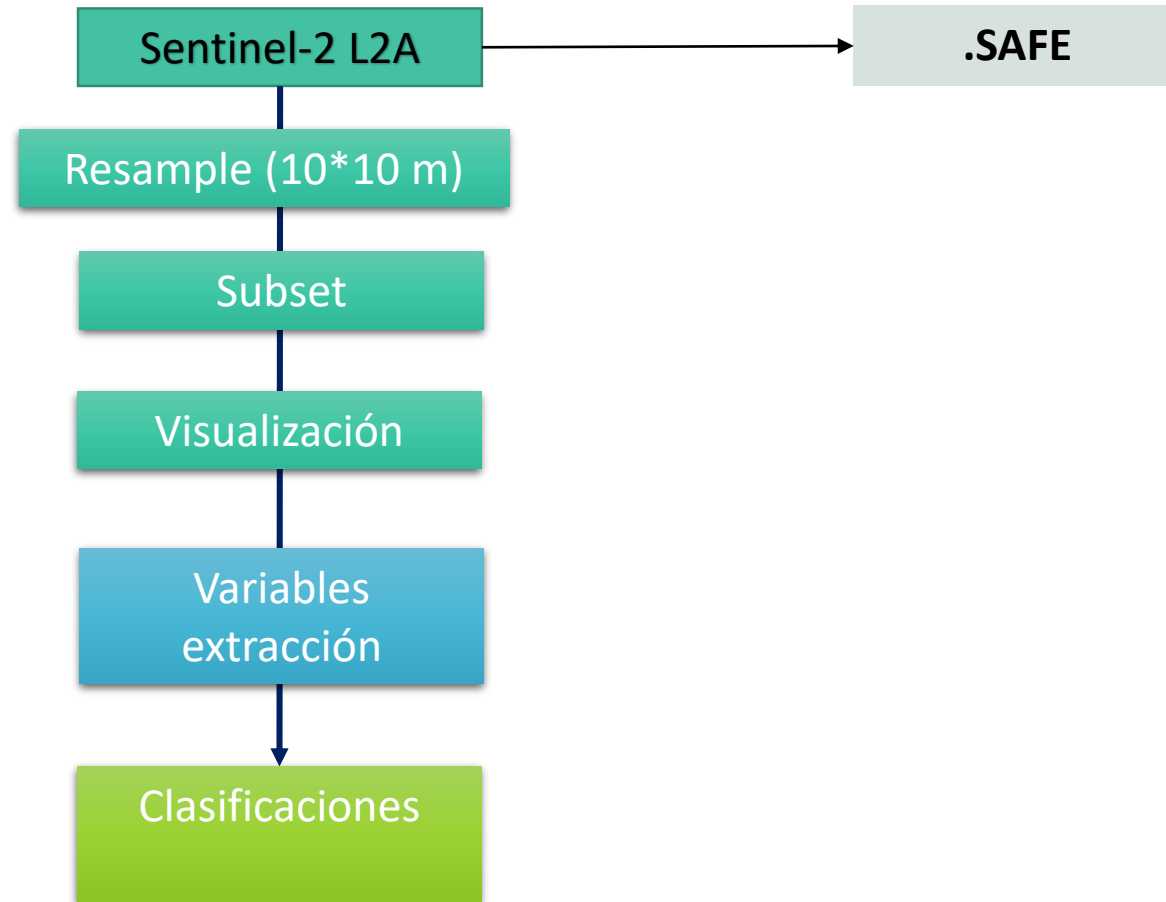 Sentinel-2 L2A
.SAFE
Resample (10*10 m)
Subset
Visualización
Variables
extracción
Clasificaciones